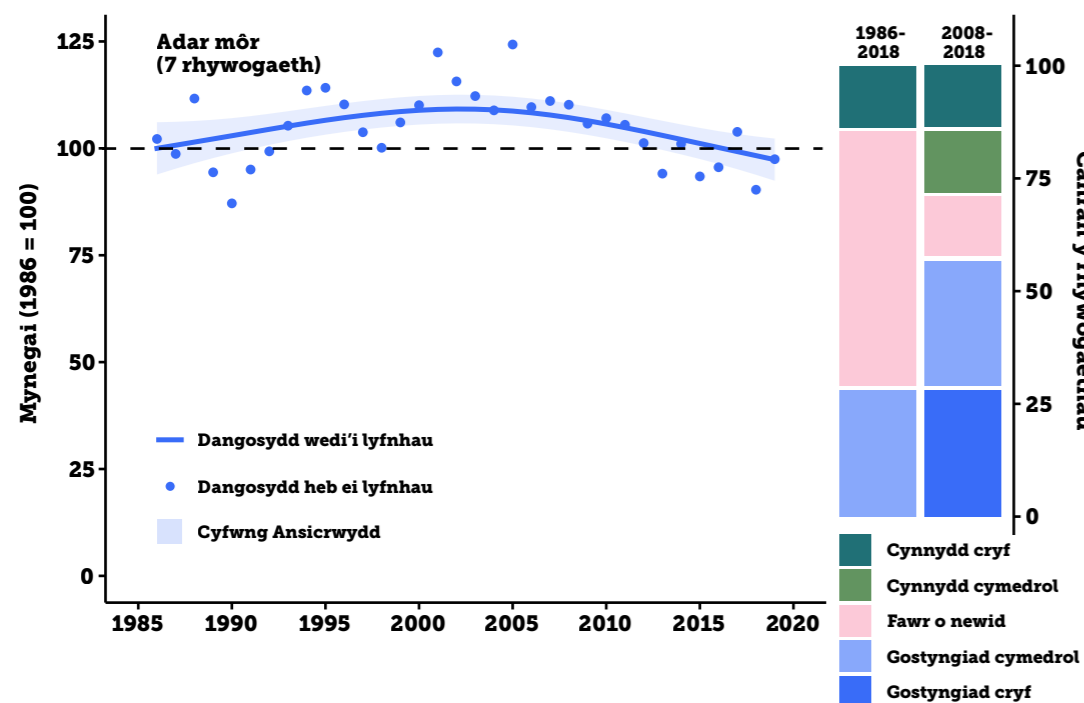 Adar môr
(7 rhywogaeth)
Mynegai (1986 = 100)
125
100
75
50
25
0
1985
1990
1995
2000
2005
2010
2015
2020
Dangosydd wedi'i lyfnhau
Dangosydd heb ei lyfnhau
Cyfwng Ansicrwydd
1986-
2018
2008-
2018
100
75
50
25
0
Cynnydd cryf
Cynnydd cymedrol
Fawr o newid
Gostyngiad cymedrol
Gostyngiad cryf